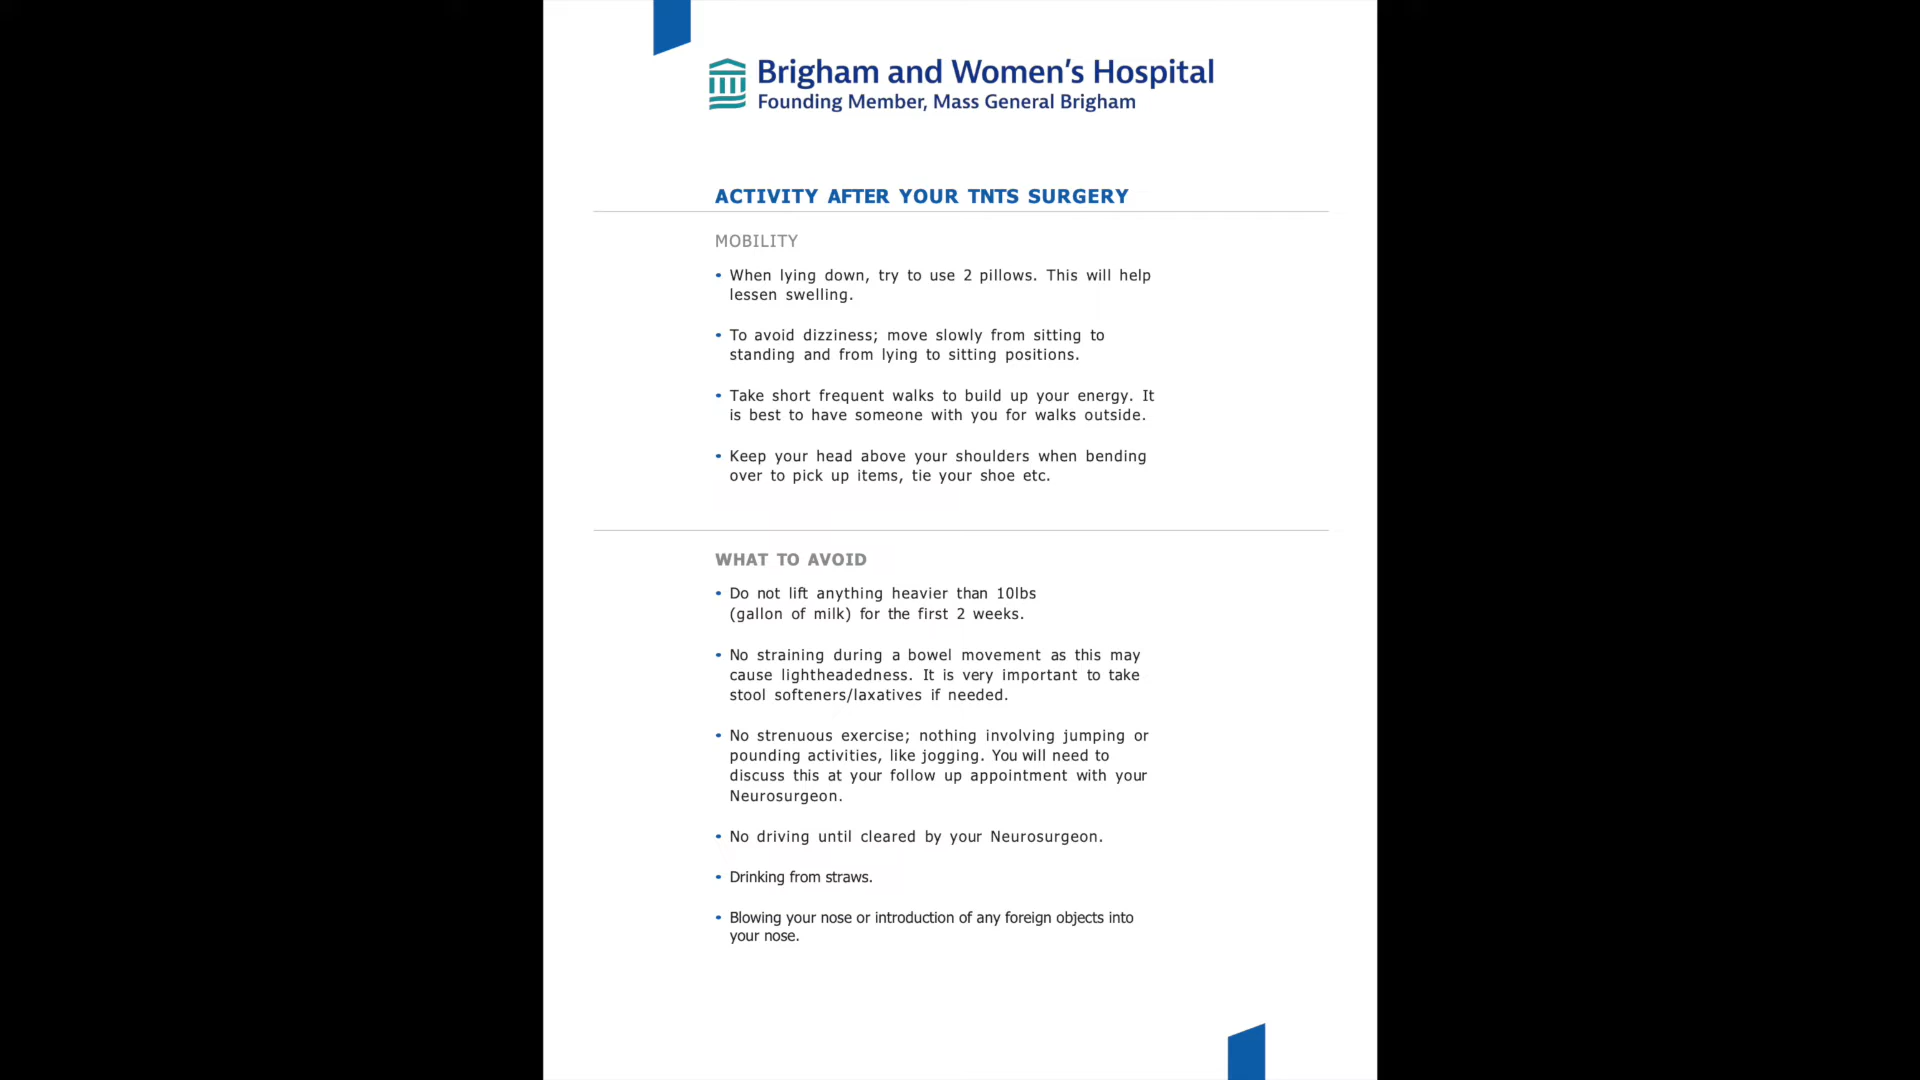 Brigham and Women's Hospital
Founding Member, Mass General Brigham
ACTIVITY AFTER YOUR TNTS SURGERY
MOBILITY
• When lying down, try to use 2 pillows. This will help
lessen swelling.
• To avoid dizziness; move slowly from sitting to
standing and from lying to sitting positions.
• Take short frequent walks to build up your energy. It
is best to have someone with you for walks outside.
• Keep your head above your shoulders when bending
over to pick up items, tie your shoe etc.
WHAT TO AVOID
• Do not lift anything heavier than 10lbs
(gallon of milk) for the first 2 weeks.
• No straining during a bowel movement as this may
cause lightheadedness. It is very important to take
stool softeners/laxatives if needed.
• No strenuous exercise; nothing involving jumping or
pounding activities, like jogging. You will need to
discuss this at your follow up appointment with your
Neurosurgeon.
• No driving until cleared by your Neurosurgeon.
• Drinking from straws.
• Blowing your nose or introduction of any foreign objects into
your nose.